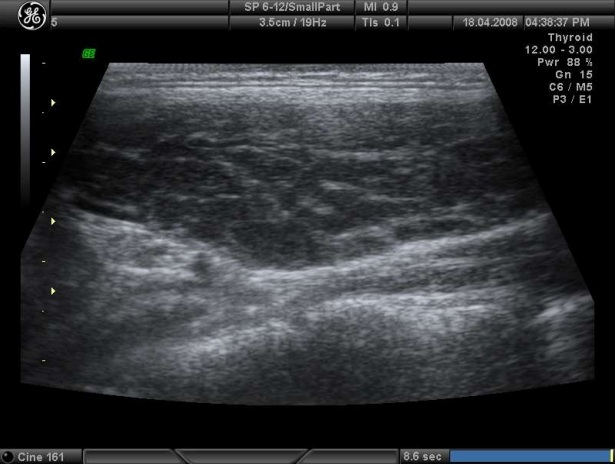 GE
SP 6-12/SmallPart
MI 0.9
5
3.5cm / 19Hz
TIs 0.1
18.04.2008
04:38:37 PM
GE
Thyroid
12.00 - 3.00
Pwr 88 %
Gn 15
C6 / M5
P3 / E1
Cine 161
8.6 sec